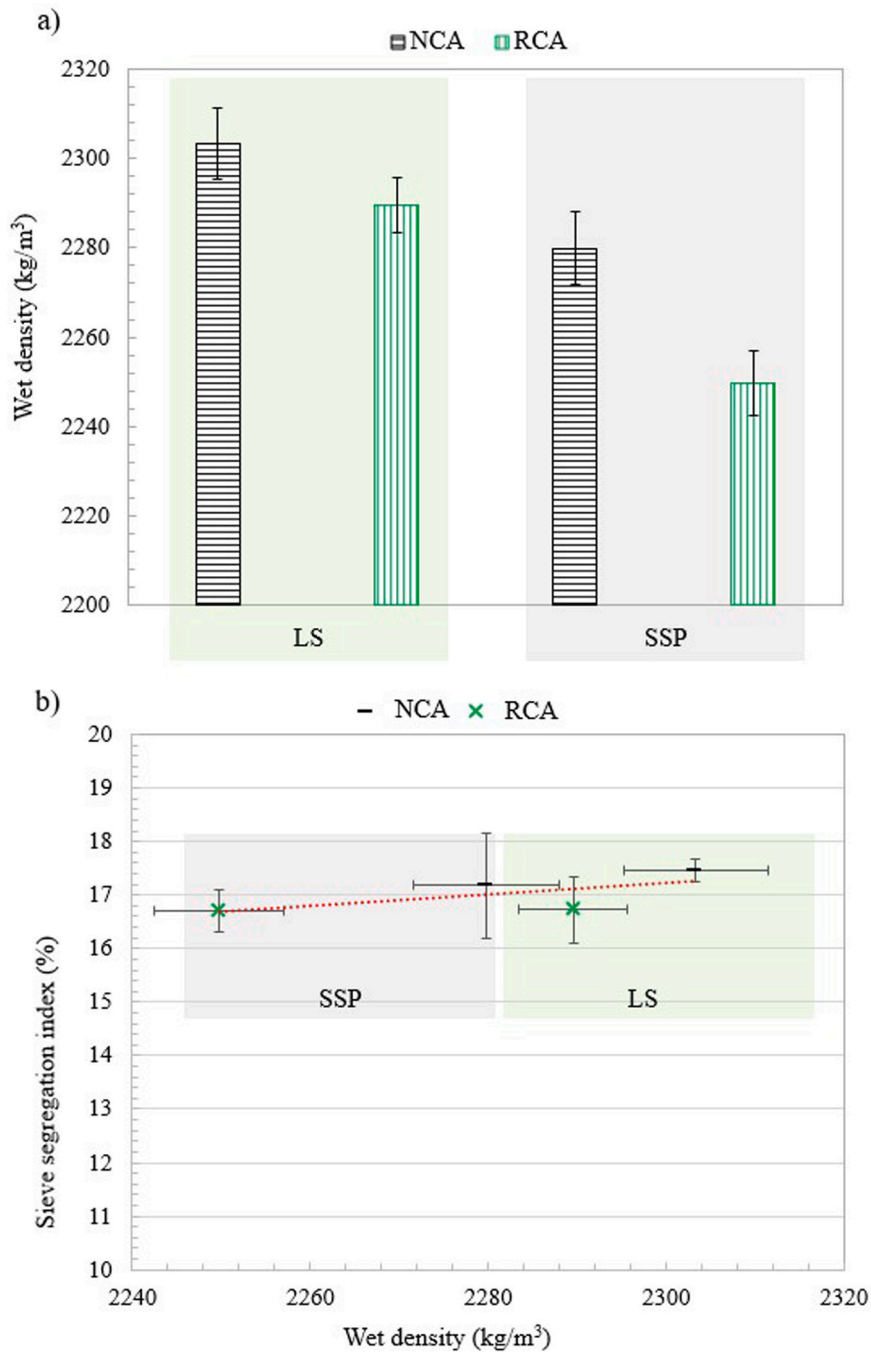 a)
NCA RCA
2320
2300
2280
2260
2240
2220
2200
Wet density (kg/m³)
LS SSP
b)
NCA RCA
20
19
18
17
16
15
14
13
12
11
10
Sieve segregation index (%)
SSP LS
2240 2260 2280 2300 2320
Wet density (kg/m³)